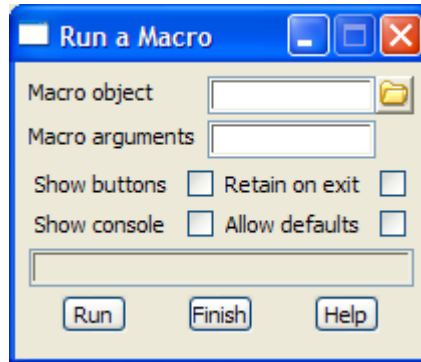 Run a Macro
Macro object
Macro arguments
Show buttons Retain on exit
Show console Allow defaults
Run Finish Help